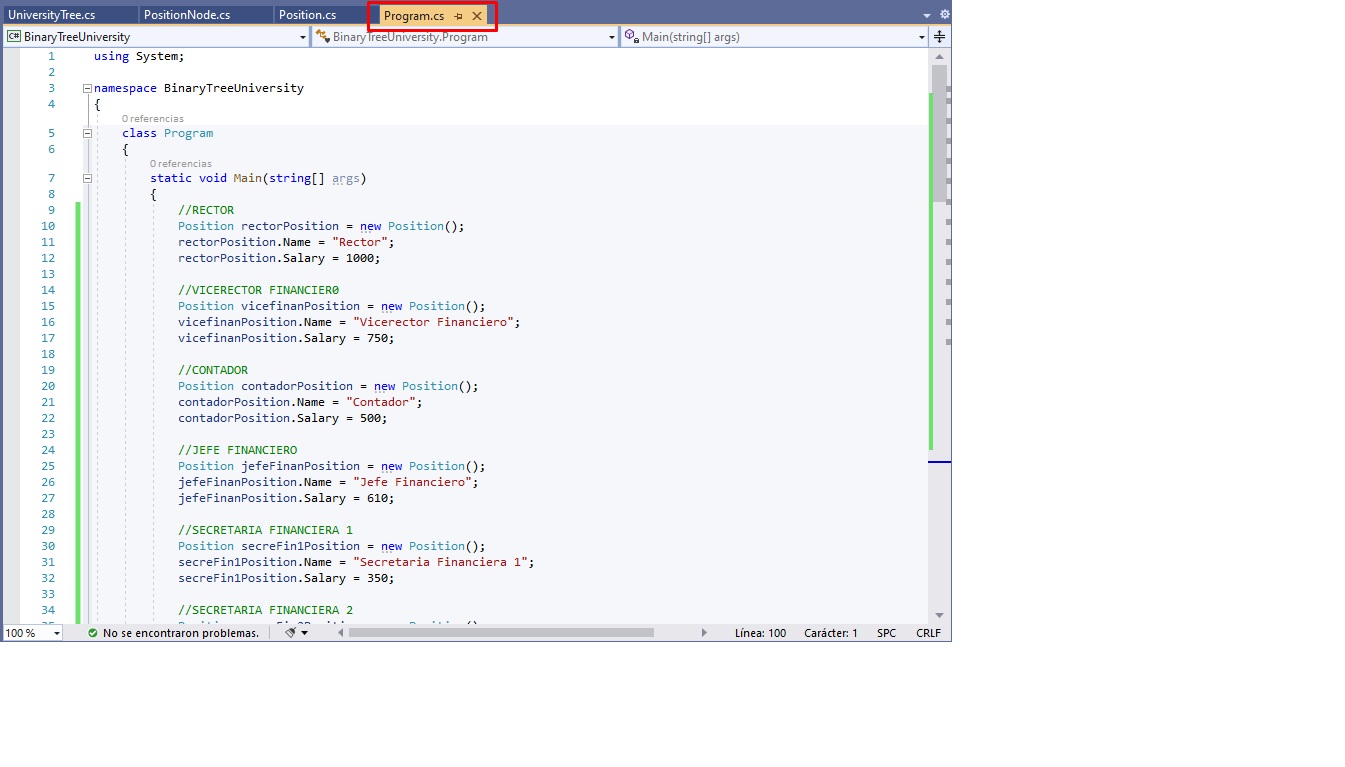 UniversityTree.cs PositionNode.cs Position.cs Program.cs
C# BinaryTreeUniversity BinaryTreeUniversity.Program Main(string[] args)
1 using System;
2
3 namespace BinaryTreeUniversity
4 {
0 referencias
5 class Program
6 {
0 referencias
7 static void Main(string[] args)
8 {
9 //RECTOR
10 Position rectorPosition = new Position();
11 rectorPosition.Name = "Rector";
12 rectorPosition.Salary = 1000;
13
14 //VICERECTOR FINANCIER0
15 Position vicefinanPosition = new Position();
16 vicefinanPosition.Name = "Vicerector Financiero";
17 vicefinanPosition.Salary = 750;
18
19 //CONTADOR
20 Position contadorPosition = new Position();
21 contadorPosition.Name = "Contador";
22 contadorPosition.Salary = 500;
23
24 //JEFE FINANCIERO
25 Position jefeFinanPosition = new Position();
26 jefeFinanPosition.Name = "Jefe Financiero";
27 jefeFinanPosition.Salary = 610;
28
29 //SECRETARIA FINANCIERA 1
30 Position secreFin1Position = new Position();
31 secreFin1Position.Name = "Secretaria Financiera 1";
32 secreFin1Position.Salary = 350;
33
34 //SECRETARIA FINANCIERA 2
100 % No se encontraron problemas. Línea: 100 Carácter: 1 SPC CRLF